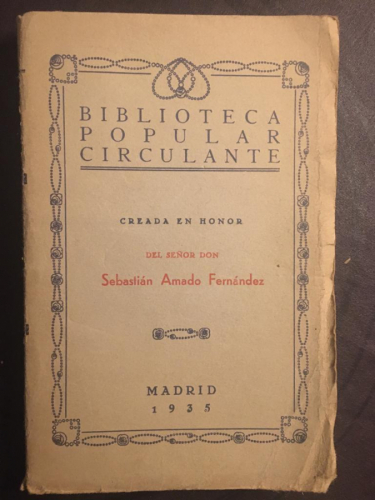 BIBLIOTECA
POPULAR
CIRCULANTE
CREADA EN HONOR
DEL SEÑOR DON
Sebastián Amado Fernández
MADRID
1935